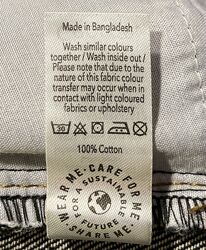 Made in Bangladesh
Wash similar colours
together / Wash inside out /
Please note that due to the
nature of this fabric colour
transfer may occur when in
contact with light coloured
fabrics or upholstery
30
100% Cotton
WEAR ME · CARE FOR ME · SHARE ME ·
FOR A SUSTAINABLE FUTURE